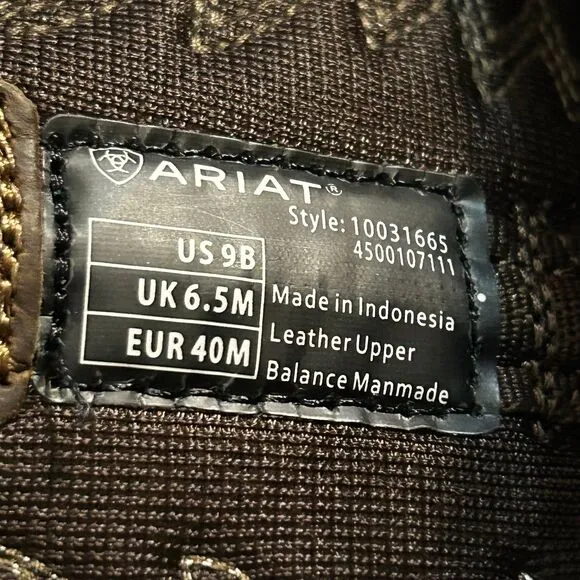 ARIAT®
Style: 10031665
4500107111
US 9B
UK 6.5M
EUR 40M
Made in Indonesia
Leather Upper
Balance Manmade